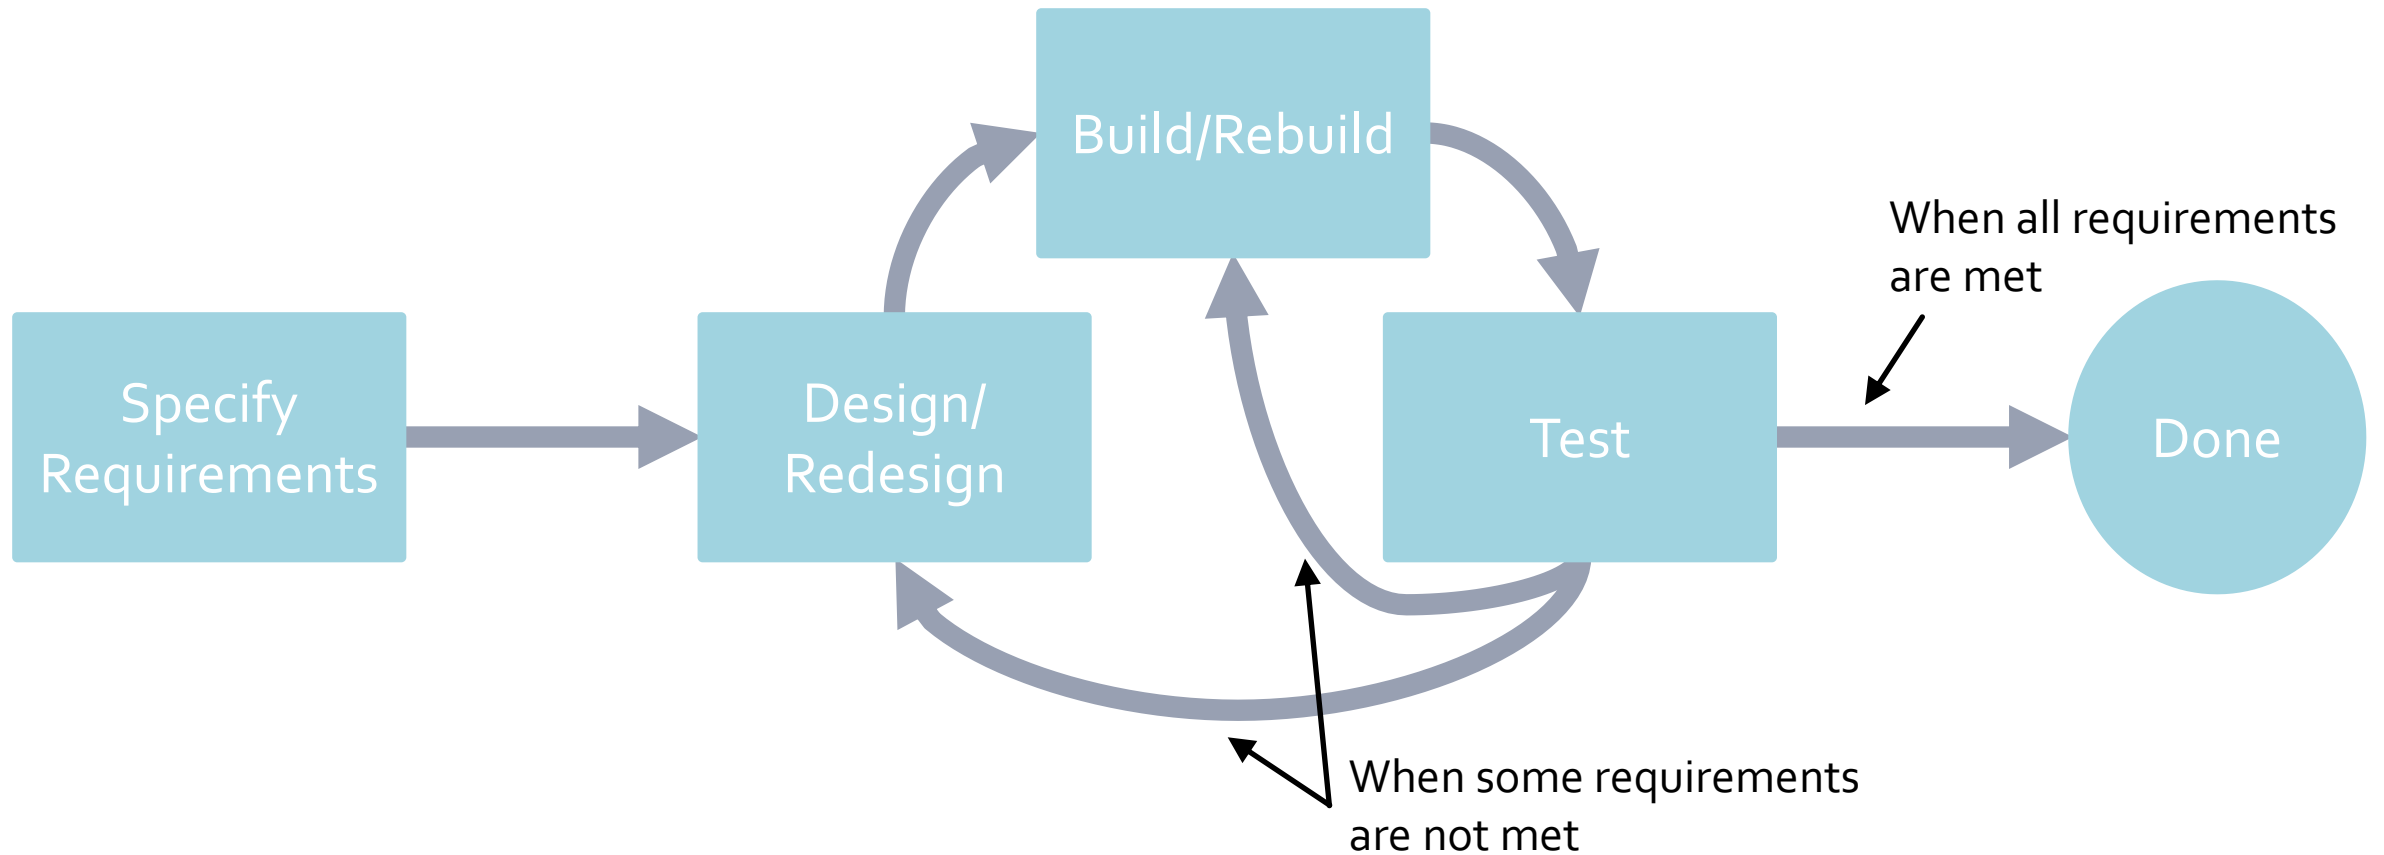 Build/Rebuild
When all requirements
are met
Specify
Requirements
Design/
Redesign
Test
Done
When some requirements
are not met